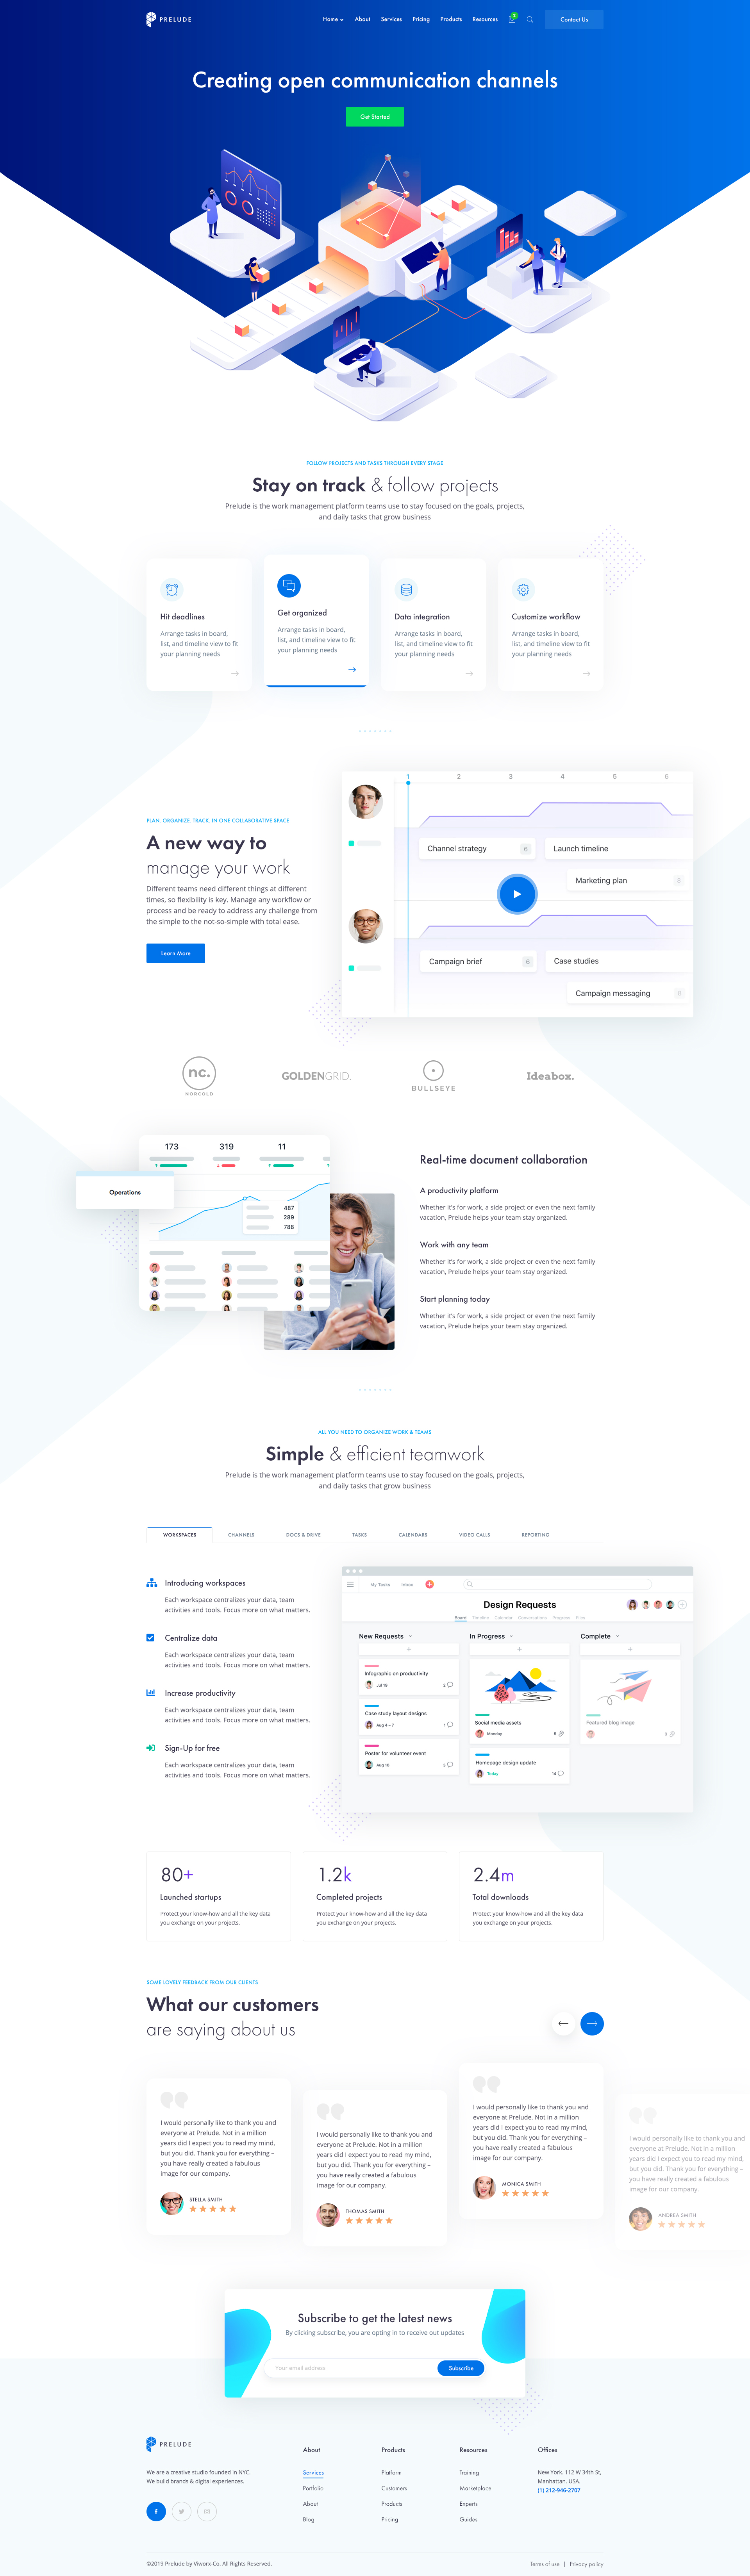 PRELUDE
Home About Services Pricing Products Resources 2 Contact Us
Creating open communication channels
Get Started
FOLLOW PROJECTS AND TASKS THROUGH EVERY STAGE
Stay on track & follow projects
Prelude is the work management platform teams use to stay focused on the goals, projects,
and daily tasks that grow business
Hit deadlines
Arrange tasks in board,
list, and timeline view to fit
your planning needs
Get organized
Arrange tasks in board,
list, and timeline view to fit
your planning needs
Data integration
Arrange tasks in board,
list, and timeline view to fit
your planning needs
Customize workflow
Arrange tasks in board,
list, and timeline view to fit
your planning needs
PLAN. ORGANIZE. TRACK. IN ONE COLLABORATIVE SPACE
A new way to
manage your work
Different teams need different things at different
times, so flexibility is key. Manage any workflow or
process and be ready to address any challenge from
the simple to the not-so-simple with total ease.
Learn More
1 2 3 4 5 6
Channel strategy 6
Launch timeline
Marketing plan
Campaign brief 6
Case studies
Campaign messaging
nc.
NORCOLD
GOLDENGRID.
BULLSEYE
Ideabox.
173 319 11
Operations
487
289
788
Real-time document collaboration
A productivity platform
Whether it's for work, a side project or even the next family
vacation, Prelude helps your team stay organized.
Work with any team
Whether it's for work, a side project or even the next family
vacation, Prelude helps your team stay organized.
Start planning today
Whether it's for work, a side project or even the next family
vacation, Prelude helps your team stay organized.
ALL YOU NEED TO ORGANIZE WORK & TEAMS
Simple & efficient teamwork
Prelude is the work management platform teams use to stay focused on the goals, projects,
and daily tasks that grow business
WORKSPACES CHANNELS DOCS & DRIVE TASKS CALENDARS VIDEO CALLS REPORTING
Introducing workspaces
Each workspace centralizes your data, team
activities and tools. Focus more on what matters.
Centralize data
Each workspace centralizes your data, team
activities and tools. Focus more on what matters.
Increase productivity
Each workspace centralizes your data, team
activities and tools. Focus more on what matters.
Sign-Up for free
Each workspace centralizes your data, team
activities and tools. Focus more on what matters.
My Tasks Inbox
Design Requests
Board Timeline Calendar Conversations Progress Files
New Requests
Infographic on productivity
Jul 18 2
Case study layout designs
Aug 4 – 7 1
Poster for volunteer event
Aug 16 3
In Progress
Social media assets
Monday 6
Homepage design update
Today 14
Complete
Featured blog image
80+
Launched startups
Protect your know-how and all the key data
you exchange on your projects.
1.2k
Completed projects
Protect your know-how and all the key data
you exchange on your projects.
2.4m
Total downloads
Protect your know-how and all the key data
you exchange on your projects.
SOME LOVELY FEEDBACK FROM OUR CLIENTS
What our customers
are saying about us
I would personally like to thank you and
everyone at Prelude. Not in a million
years did I expect you to read my mind,
but you did. Thank you for everything –
you have really created a fabulous
image for our company.
STELLA SMITH
I would personally like to thank you and
everyone at Prelude. Not in a million
years did I expect you to read my mind,
but you did. Thank you for everything –
you have really created a fabulous
image for our company.
THOMAS SMITH
I would personally like to thank you and
everyone at Prelude. Not in a million
years did I expect you to read my mind,
but you did. Thank you for everything –
you have really created a fabulous
image for our company.
MONICA SMITH
I would personally like to thank you and
everyone at Prelude. Not in a million
years did I expect you to read my mind,
but you did. Thank you for everything –
you have really created a fabulous
image for our company.
ANDREA SMITH
Subscribe to get the latest news
By clicking subscribe, you are opting in to receive out updates
Your email address
Subscribe
PRELUDE
We are a creative studio founded in NYC.
We build brands & digital experiences.
About
Services
Portfolio
About
Blog
Products
Platform
Customers
Products
Pricing
Resources
Training
Marketplace
Experts
Guides
Offices
New York. 112 W 34th St,
Manhattan. USA.
(1) 212-946-2707
©2019 Prelude by Viworx-Co. All Rights Reserved.
Terms of use | Privacy policy